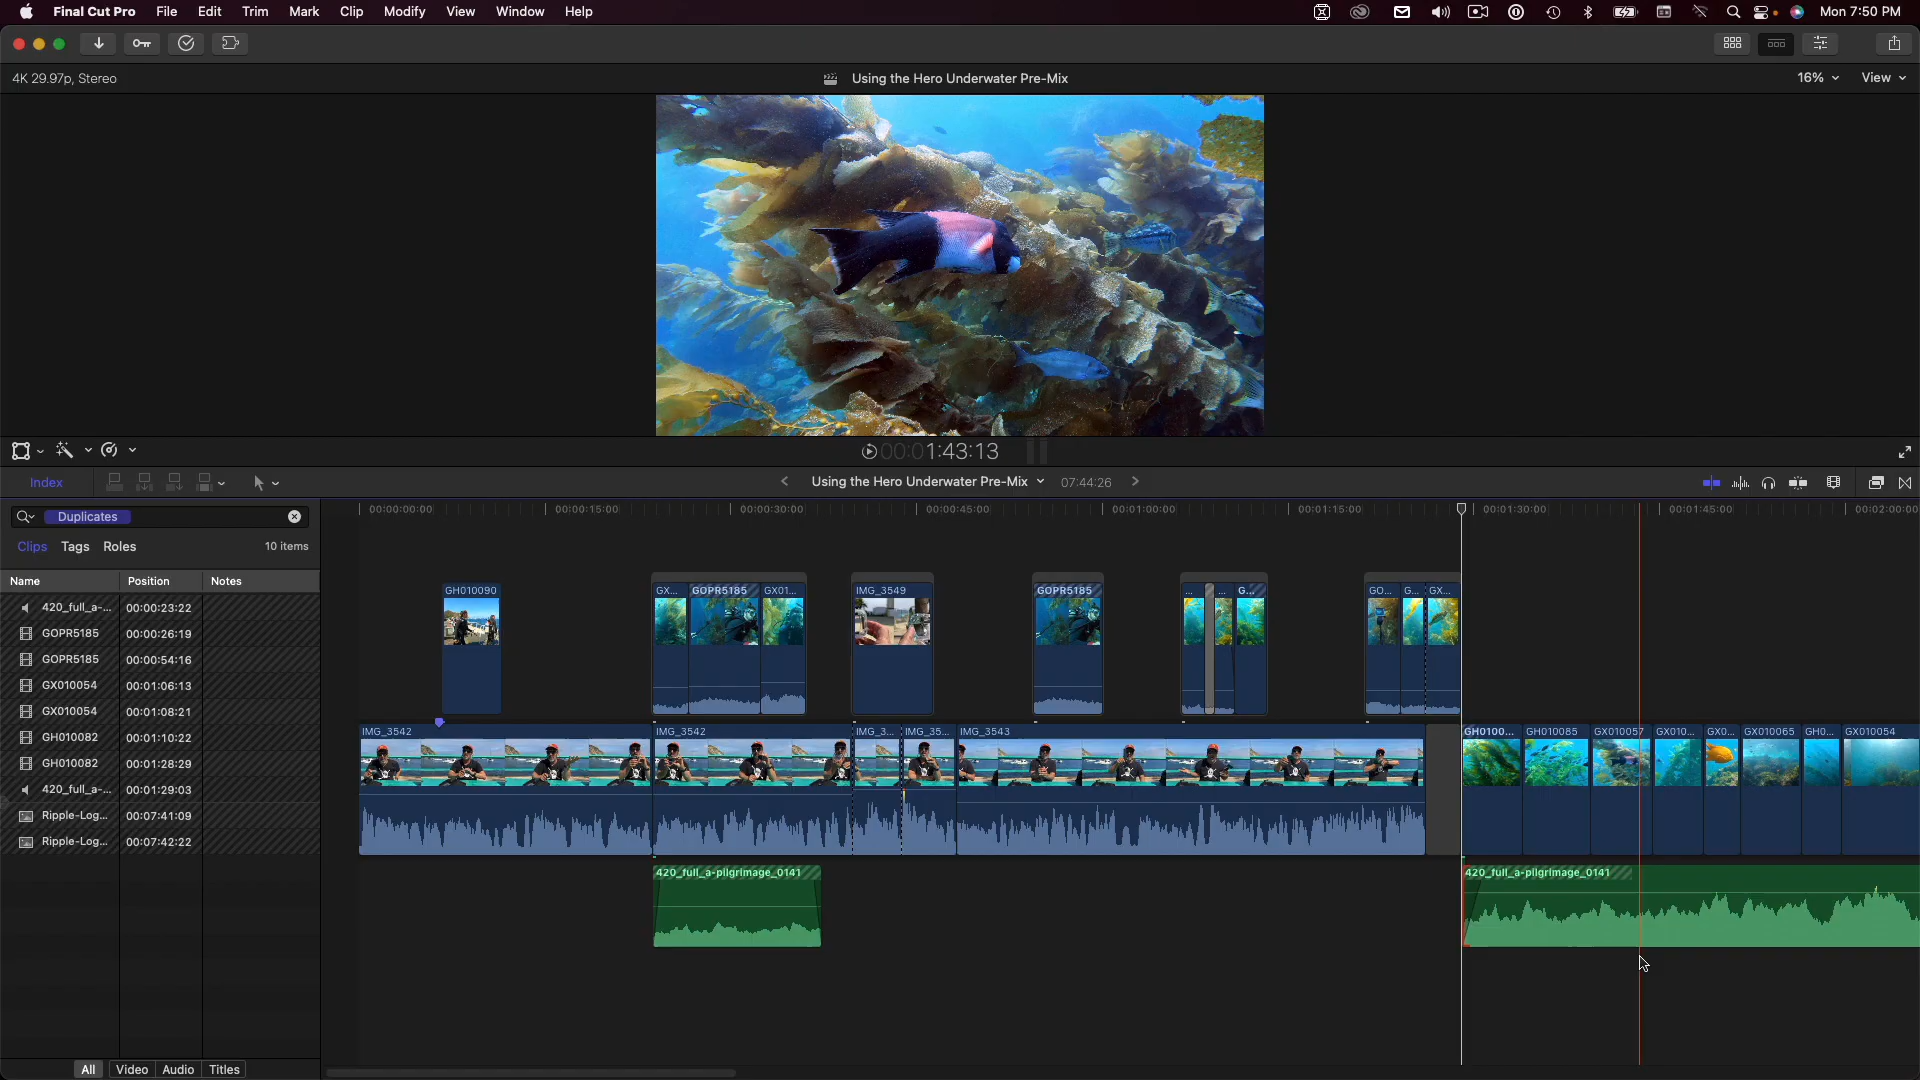 Final Cut Pro File Edit Trim Mark Clip Modify View Window Help Mon 7:50 PM
4K 29.97p, Stereo Using the Hero Underwater Pre-Mix 16% View
00:00:01:43:13
Index Using the Hero Underwater Pre-Mix 07:44:26
Duplicates
00:00:00:00 00:00:15:00 00:00:30:00 00:00:45:00 00:01:00:00 00:01:15:00 00:01:30:00 00:01:45:00 00:02:00:00
Clips Tags Roles 10 items
Name Position Notes
GH010090 GX... GOPR5185 GX01... IMG_3549 GOPR5185 ... ... G... GO... G... GX...
420_full_a-... 00:00:23:22
GOPR5185 00:00:26:19
GOPR5185 00:00:54:16
GX010054 00:01:06:13
GX010054 00:01:08:21
GH010082 00:01:10:22
GH010082 00:01:28:29
420_full_a-... 00:01:29:03
Ripple-Log... 00:07:41:09
Ripple-Log... 00:07:42:22
IMG_3542 IMG_3542 IMG_3... IMG_35... IMG_3543 GH0100... GH010085 GX010057 GX010... GX0... GX010065 GH0... GX010054
420_full_a-pilgrimage_0141 420_full_a-pilgrimage_0141
All Video Audio Titles